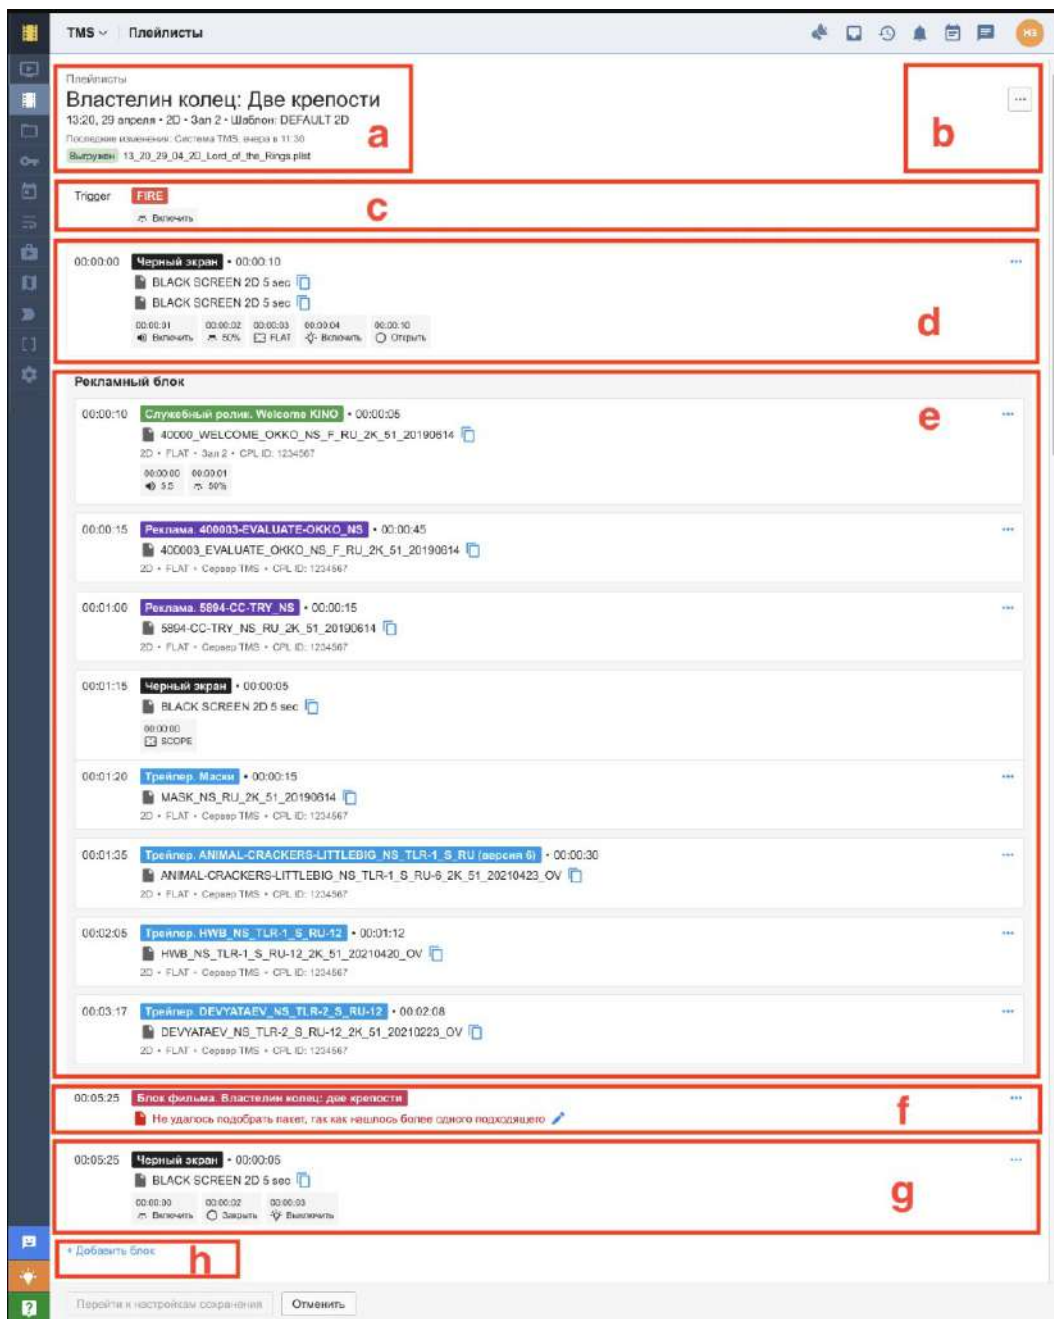 TMS Плейлисты
НЗ
Плейлисты
Властелин колец: Две крепости
13:20, 29 апреля • 2D • Зал 2 • Шаблон: DEFAULT 2D
Последние изменения: Система TMS, вчера в 11:30
Выгружен 13_20_29_04_2D_Lord_of_the_Rings.plist
a
...
b
Trigger FIRE
Включить
c
00:00:00 Черный экран • 00:00:10 ...
BLACK SCREEN 2D 5 sec
BLACK SCREEN 2D 5 sec
00:00:01 00:00:02 00:00:03 00:00:04 00:00:10
Включить 50% FLAT Включить Открыть
d
Рекламный блок
e
00:00:10 Служебный ролик. Welcome KINO • 00:00:05 ...
40000_WELCOME_OKKO_NS_F_RU_2K_51_20190614
2D • FLAT • Зал 2 • CPL ID: 1234567
00:00:00 00:00:01
5.5 50%
00:00:15 Реклама. 400003-EVALUATE-OKKO_NS • 00:00:45 ...
400003_EVALUATE_OKKO_NS_F_RU_2K_51_20190614
2D • FLAT • Сервер TMS • CPL ID: 1234567
00:01:00 Реклама. 5894-CC-TRY_NS • 00:00:15 ...
5894-CC-TRY_NS_RU_2K_51_20190614
2D • FLAT • Сервер TMS • CPL ID: 1234567
00:01:15 Черный экран • 00:00:05 ...
BLACK SCREEN 2D 5 sec
00:00:00
SCOPE
00:01:20 Трейлер. Маски • 00:00:15 ...
MASK_NS_RU_2K_51_20190614
2D • FLAT • Сервер TMS • CPL ID: 1234567
00:01:35 Трейлер. ANIMAL-CRACKERS-LITTLEBIG_NS_TLR-1_S_RU (версия 6) • 00:00:30 ...
ANIMAL-CRACKERS-LITTLEBIG_NS_TLR-1_S_RU-6_2K_51_20210423_OV
2D • FLAT • Сервер TMS • CPL ID: 1234567
00:02:05 Трейлер. HWB_NS_TLR-1_S_RU-12 • 00:01:12 ...
HWB_NS_TLR-1_S_RU-12_2K_51_20210420_OV
2D • FLAT • Сервер TMS • CPL ID: 1234567
00:03:17 Трейлер. DEVYATAEV_NS_TLR-2_S_RU-12 • 00:02:08 ...
DEVYATAEV_NS_TLR-2_S_RU-12_2K_51_20210223_OV
2D • FLAT • Сервер TMS • CPL ID: 1234567
00:05:25 Блок фильма. Властелин колец: две крепости ...
Не удалось подобрать пакет, так как нашлось более одного подходящего
f
00:05:25 Черный экран • 00:00:05 ...
BLACK SCREEN 2D 5 sec
00:00:00 00:00:02 00:00:03
Включить Закрыть Выключить
g
+ Добавить блок
h
Перейти к настройкам сохранения Отменить
?